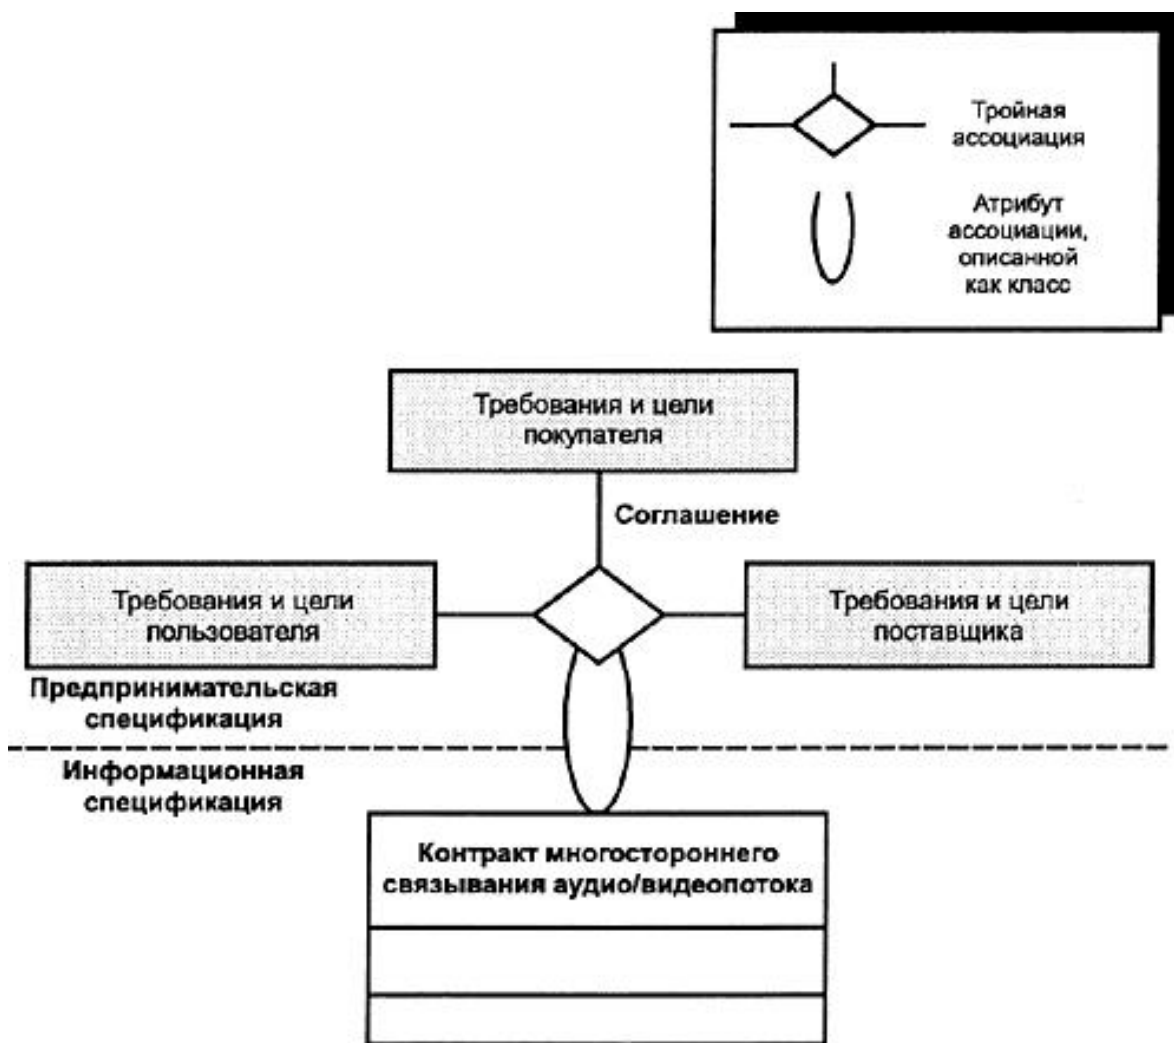 Тройная
ассоциация
Атрибут
ассоциации,
описанной
как класс
Требования и цели
покупателя
Соглашение
Требования и цели
пользователя
Требования и цели
поставщика
Предпринимательская
спецификация
Информационная
спецификация
Контракт многостороннего
связывания аудио/видеопотока